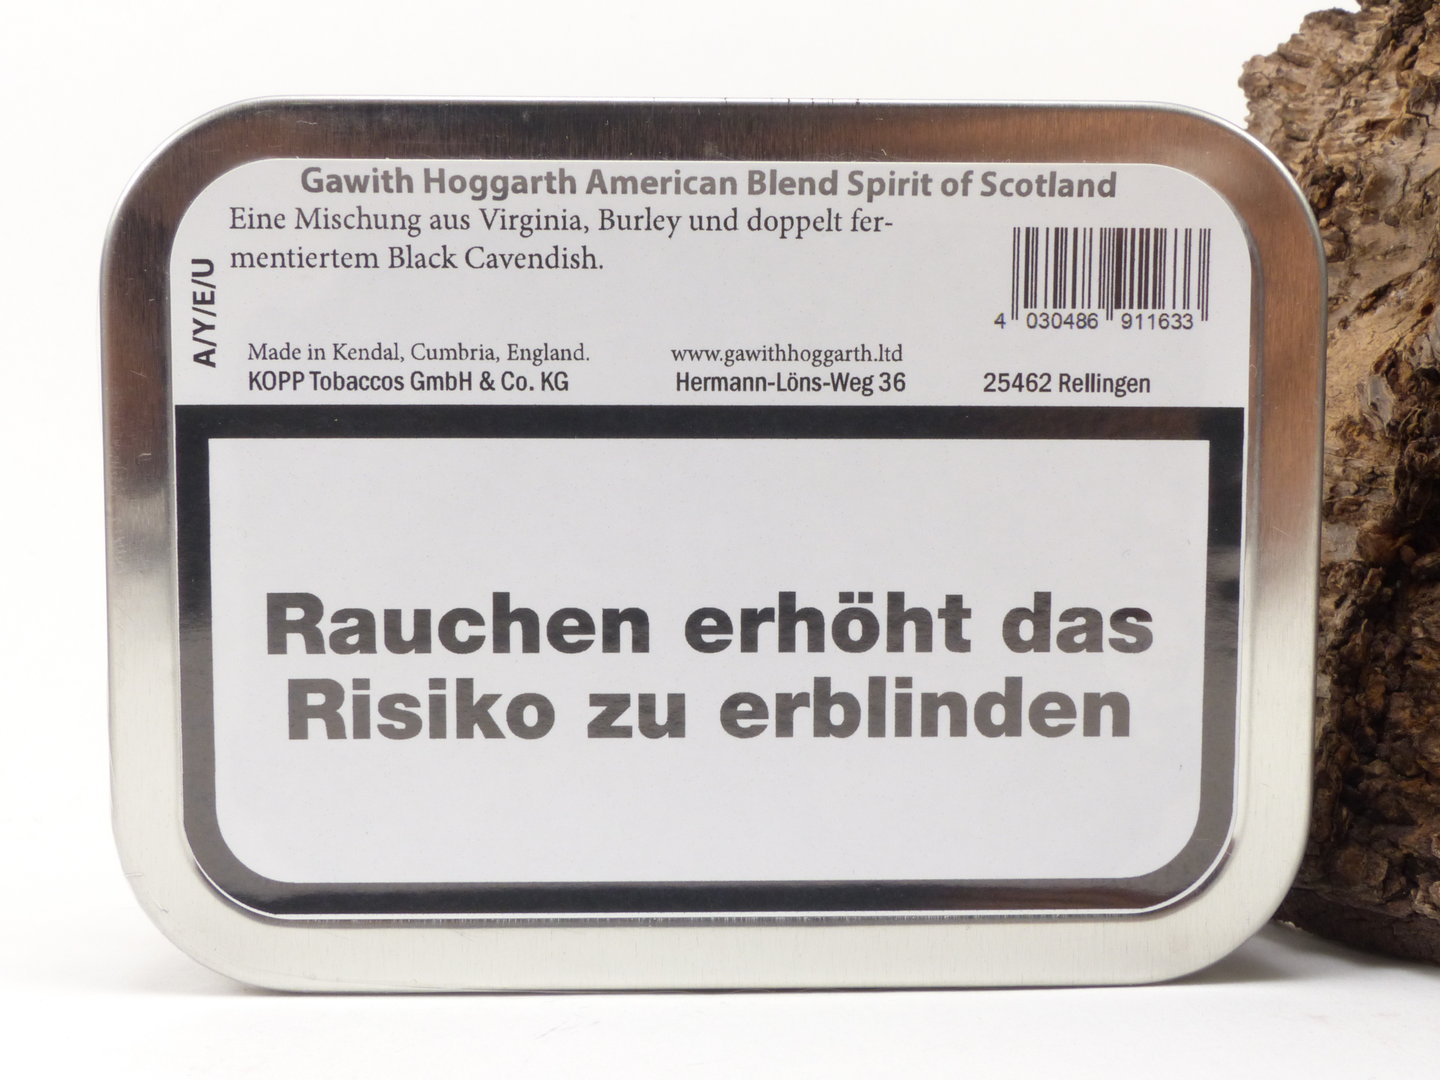 Gawith Hoggarth American Blend Spirit of Scotland
Eine Mischung aus Virginia, Burley und doppelt fer-
mentiertem Black Cavendish.
A/Y/E/U
4 030486 911633
Made in Kendal, Cumbria, England. www.gawithhoggarth.ltd
KOPP Tobaccos GmbH & Co. KG Hermann-Löns-Weg 36 25462 Rellingen
Rauchen erhöht das
Risiko zu erblinden